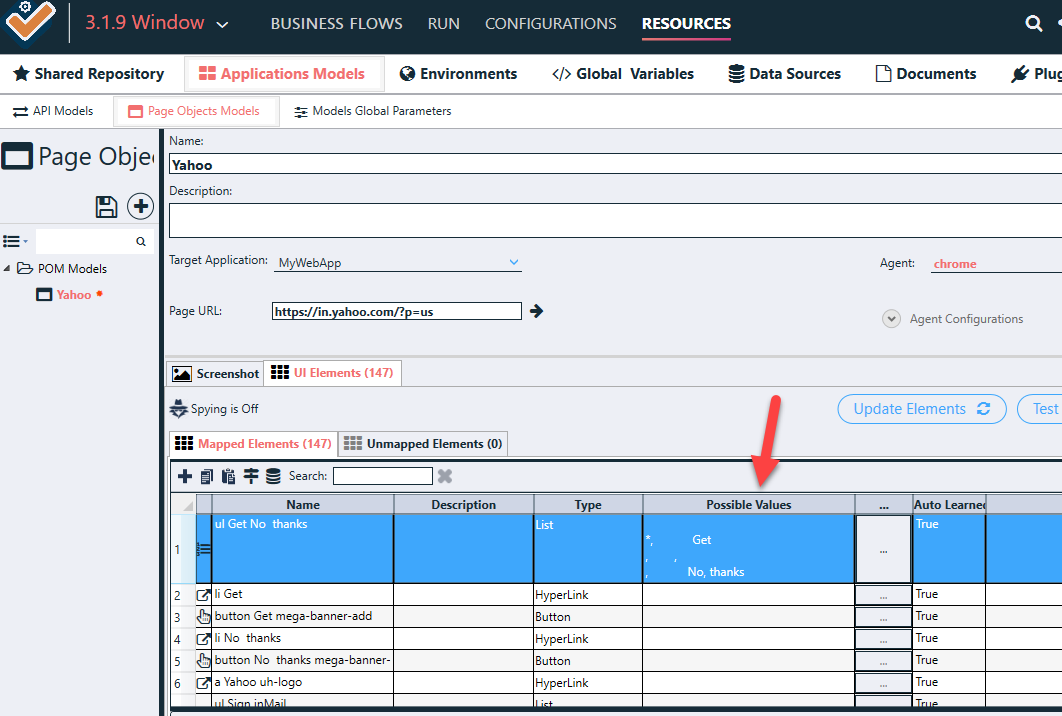 3.1.9 Window
BUSINESS FLOWS RUN CONFIGURATIONS RESOURCES
Shared Repository Applications Models Environments </> Global Variables Data Sources Documents Plug
API Models Page Objects Models Models Global Parameters
Page Obje
POM Models
Yahoo
Name:
Yahoo
Description:
Target Application: MyWebApp Agent: chrome
Page URL: https://in.yahoo.com/?p=us Agent Configurations
Screenshot UI Elements (147)
Spying is Off Update Elements Test
Mapped Elements (147) Unmapped Elements (0)
Search:
Name Description Type Possible Values ... Auto Learned
1 ul Get No thanks List *, Get ... True
, ,
, No, thanks
2 li Get HyperLink ... True
3 button Get mega-banner-add Button ... True
4 li No thanks HyperLink ... True
5 button No thanks mega-banner- Button ... True
6 a Yahoo uh-logo HyperLink ... True
ul Sign inMail List True